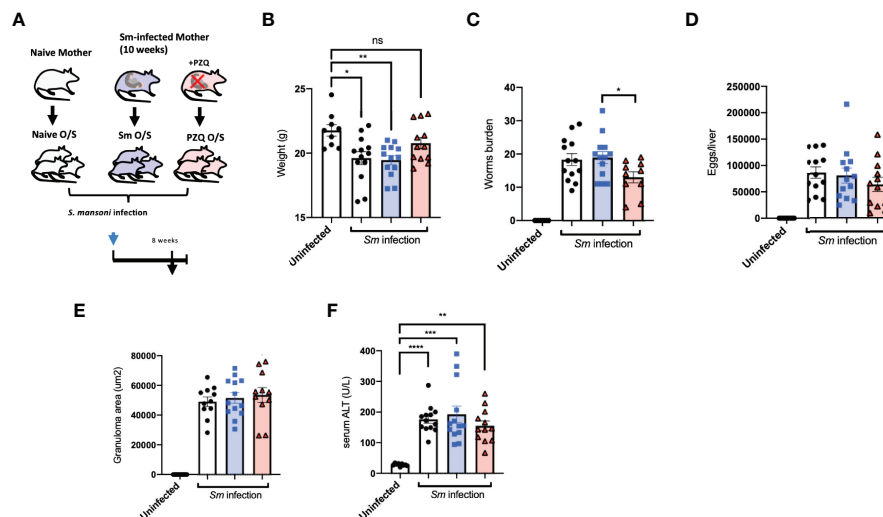 A
Naive Mother
Sm-infected Mother
(10 weeks)
+PZQ
Naive O/S
Sm O/S
PZQ O/S
S. mansoni infection
8 weeks
B
Weight (g)
25
20
15
ns
**
*
Uninfected
Sm infection
C
Worms burden
40
30
20
10
0
*
Uninfected
Sm infection
D
Eggs/liver
250000
200000
150000
100000
50000
0
Uninfected
Sm infection
E
Granuloma area (um2)
80000
60000
40000
20000
0
Uninfected
Sm infection
F
serum ALT (U/L)
400
300
200
100
0
**
***
****
Uninfected
Sm infection